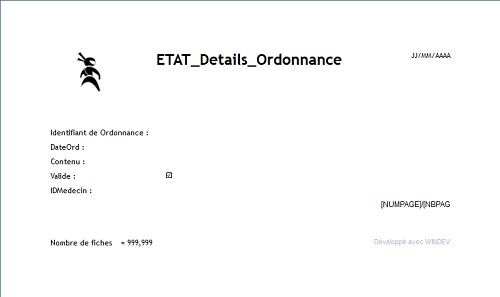 ETAT_Details_Ordonnance
JJ/MM/AAAA
Identifiant de Ordonnance :
DateOrd :
Contenu :
Valide : ☑
IDMedecin :
[NUMPAGE]/[NBPAG
Nombre de fiches = 999,999
Développé avec WINDEV